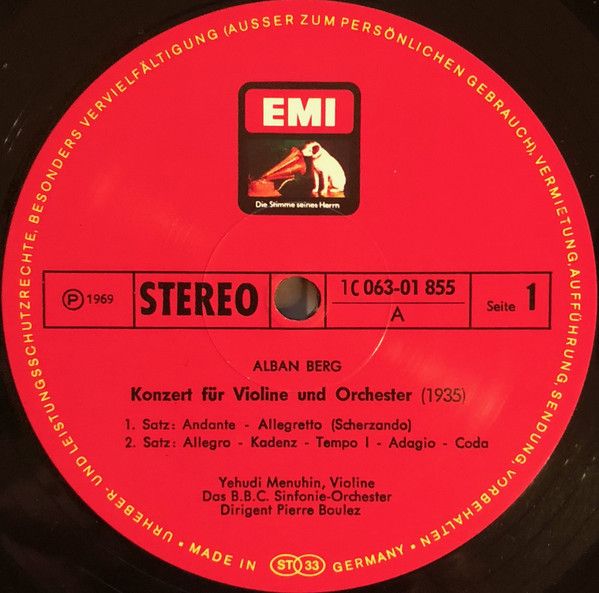 URHEBER- UND LEISTUNGSSCHUTZRECHTE, BESONDERS VERVIELFÄLTIGUNG (AUSSER ZUM PERSÖNLICHEN GEBRAUCH), VERMIETUNG, AUFFÜHRUNG, SENDUNG, VORBEHALTEN •
EMI
Die Stimme seines Herrn
Ⓟ 1969
STEREO
1C 063-01 855
A
Seite 1
ALBAN BERG
Konzert für Violine und Orchester (1935)
1. Satz: Andante - Allegretto (Scherzando)
2. Satz: Allegro - Kadenz - Tempo I - Adagio - Coda
Yehudi Menuhin, Violine
Das B.B.C. Sinfonie-Orchester
Dirigent Pierre Boulez
• MADE IN ST 33 GERMANY •